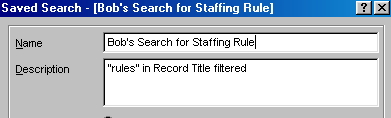 Saved Search - [Bob's Search for Staffing Rule]
Name Bob's Search for Staffing Rule
Description "rules" in Record Title filtered